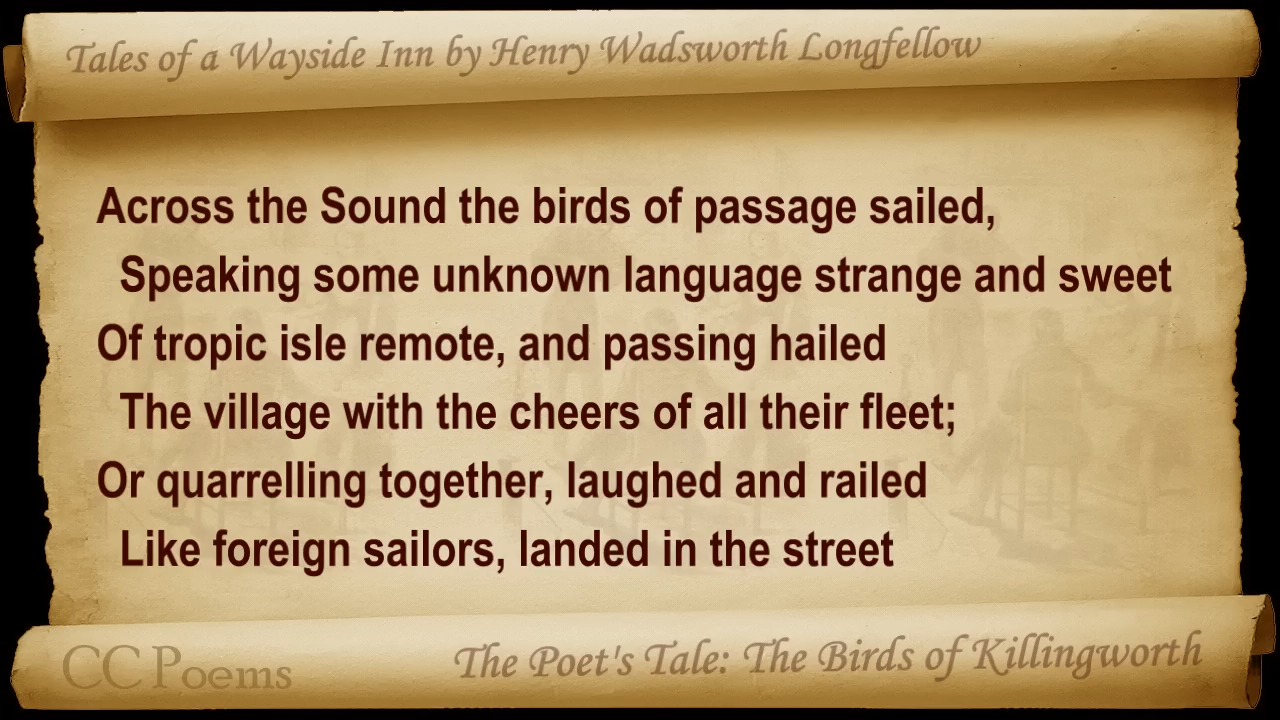 Tales of a Wayside Inn by Henry Wadsworth Longfellow
Across the Sound the birds of passage sailed,
Speaking some unknown language strange and sweet
Of tropic isle remote, and passing hailed
The village with the cheers of all their fleet;
Or quarrelling together, laughed and railed
Like foreign sailors, landed in the street
CC Poems
The Poet's Tale: The Birds of Killingworth